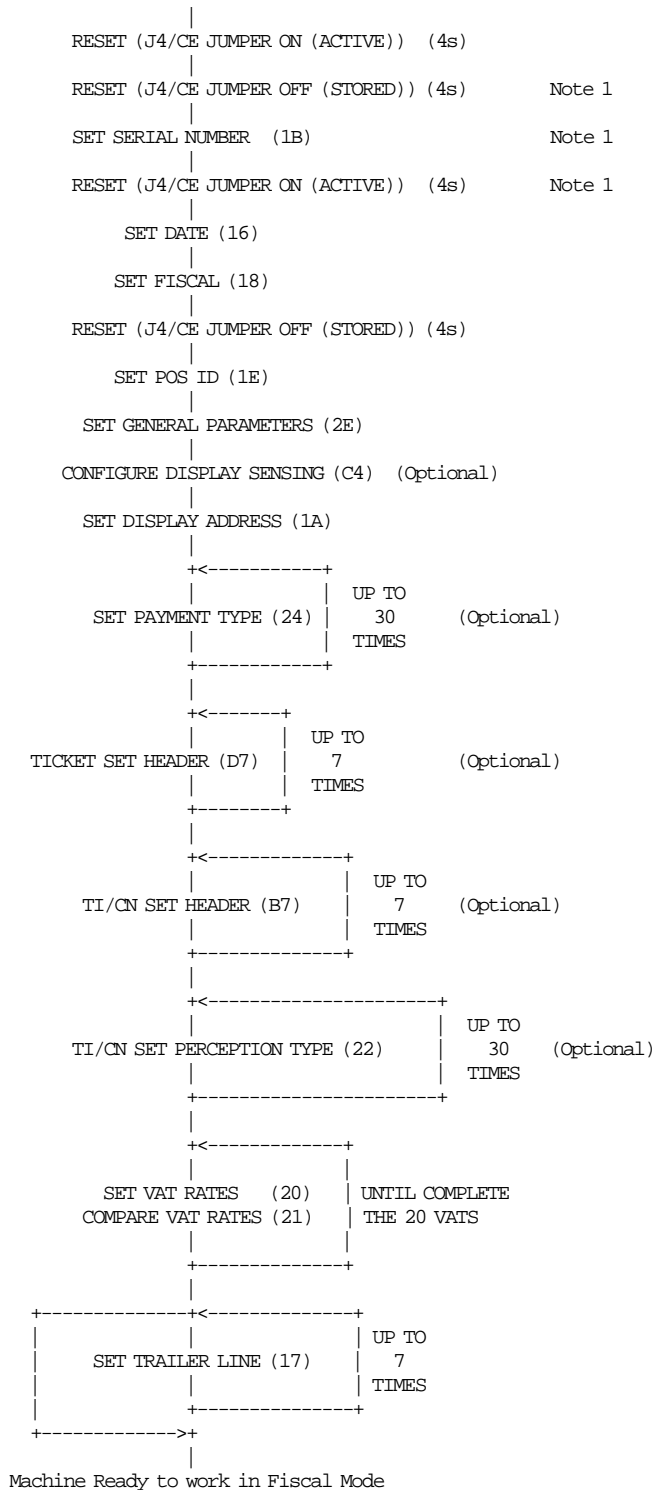 RESET (J4/CE JUMPER ON (ACTIVE)) (4s)
RESET (J4/CE JUMPER OFF (STORED)) (4s) Note 1
SET SERIAL NUMBER (1B) Note 1
RESET (J4/CE JUMPER ON (ACTIVE)) (4s) Note 1
SET DATE (16)
SET FISCAL (18)
RESET (J4/CE JUMPER OFF (STORED)) (4s)
SET POS ID (1E)
SET GENERAL PARAMETERS (2E)
CONFIGURE DISPLAY SENSING (C4) (Optional)
SET DISPLAY ADDRESS (1A)
UP TO
SET PAYMENT TYPE (24) 30 (Optional)
TIMES
UP TO
TICKET SET HEADER (D7) 7 (Optional)
TIMES
UP TO
TI/CN SET HEADER (B7) 7 (Optional)
TIMES
UP TO
TI/CN SET PERCEPTION TYPE (22) 30 (Optional)
TIMES
SET VAT RATES (20) UNTIL COMPLETE
COMPARE VAT RATES (21) THE 20 VATS
UP TO
SET TRAILER LINE (17) 7
TIMES
Machine Ready to work in Fiscal Mode